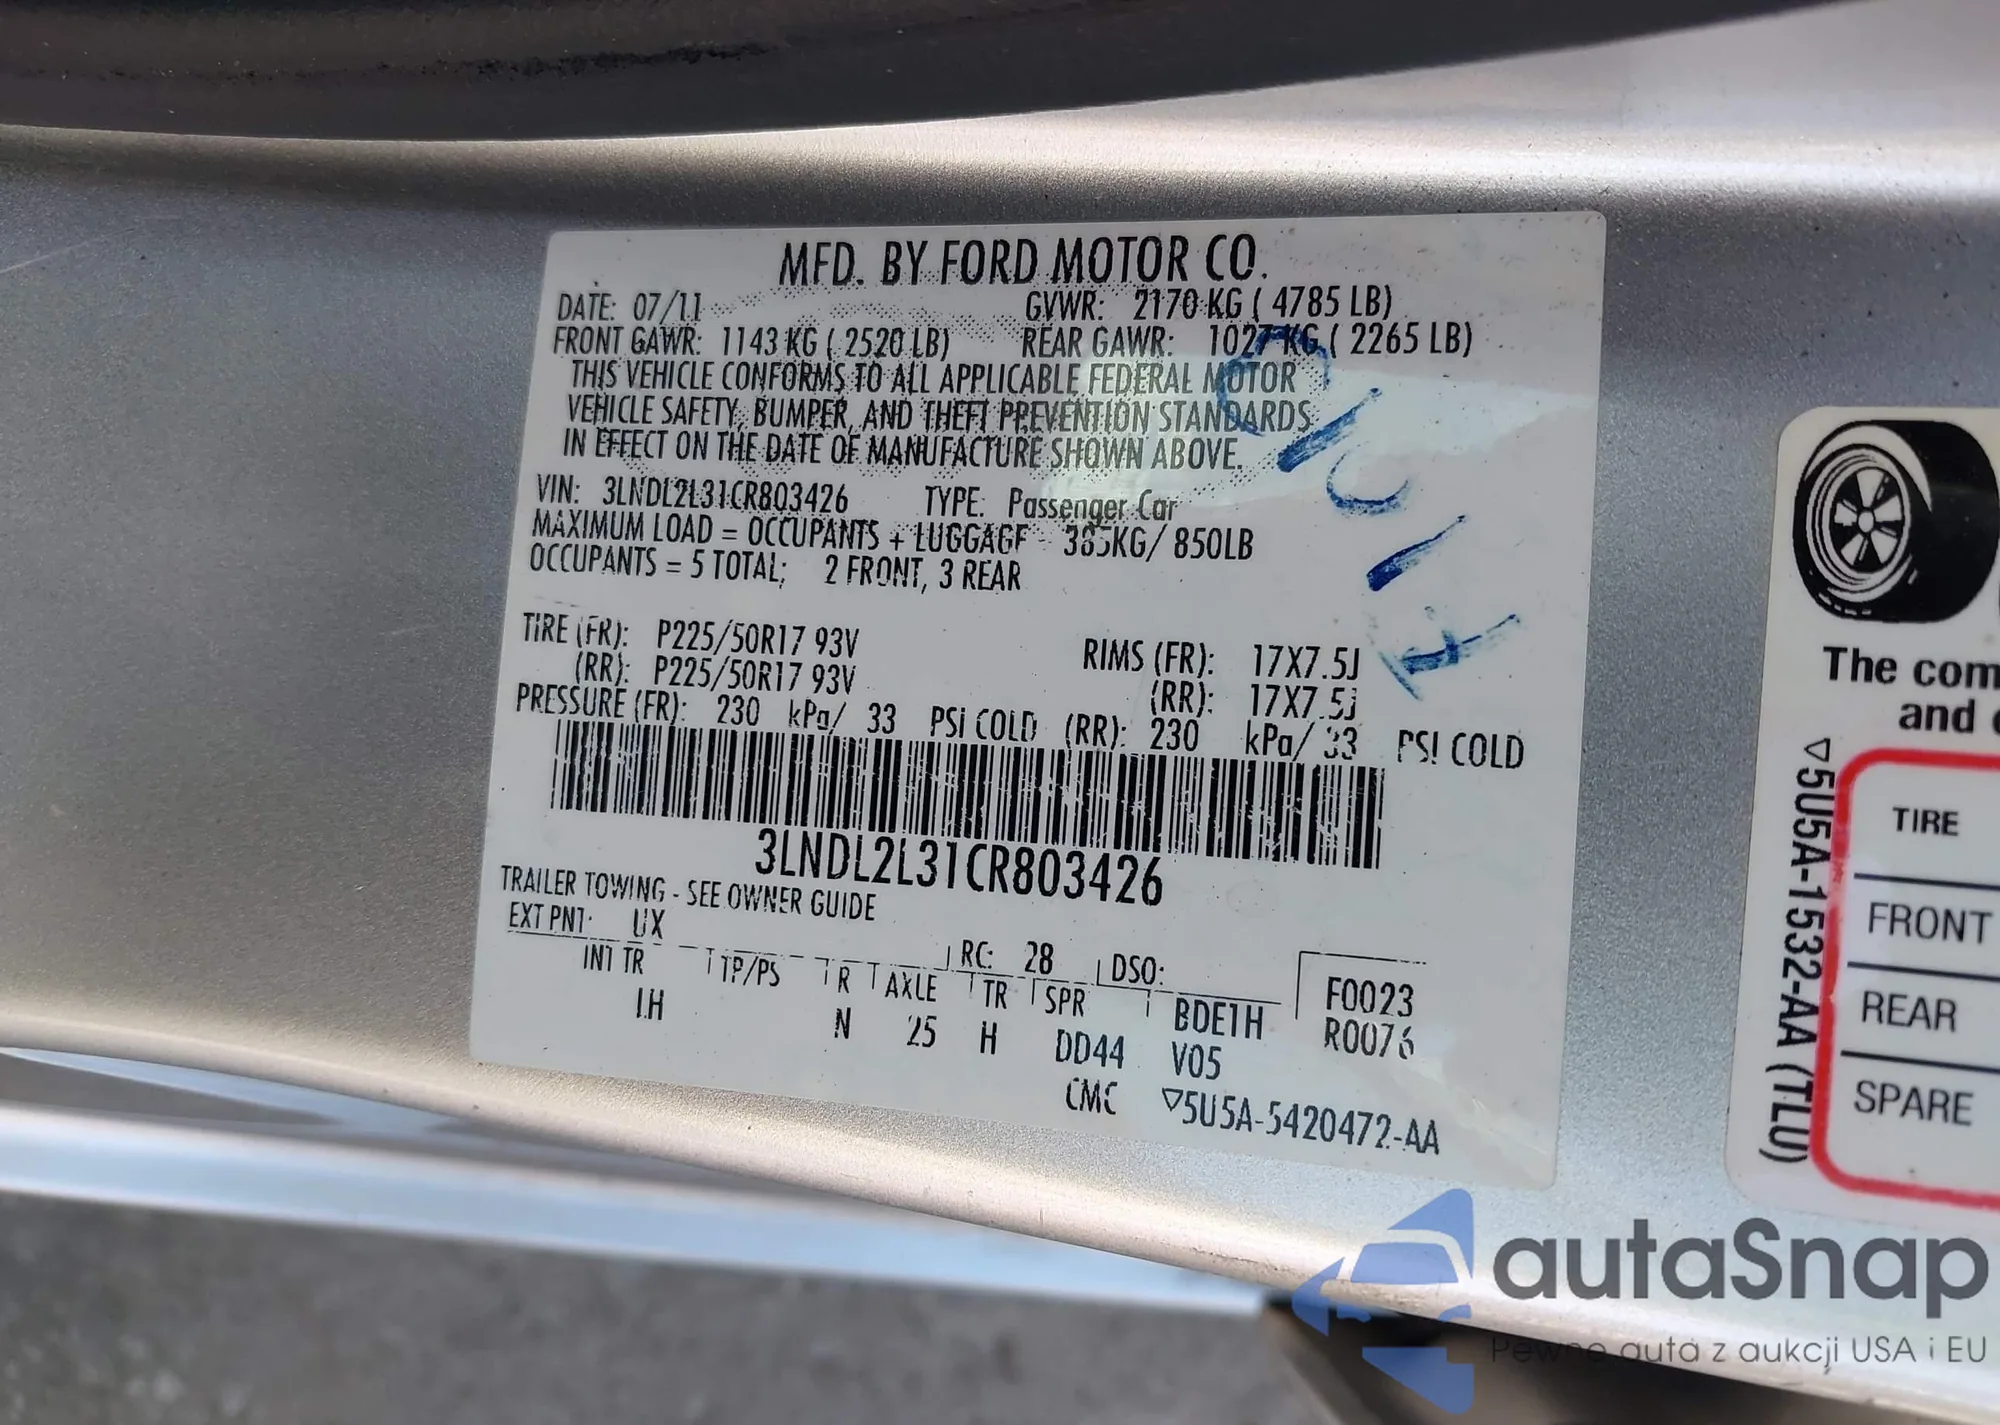 MFD. BY FORD MOTOR CO.
DATE: 07/11 GVWR: 2170 KG ( 4785 LB)
FRONT GAWR: 1143 KG ( 2520 LB) REAR GAWR: 1027 KG ( 2265 LB)
THIS VEHICLE CONFORMS TO ALL APPLICABLE FEDERAL MOTOR
VEHICLE SAFETY, BUMPER, AND THEFT PREVENTION STANDARDS
IN EFFECT ON THE DATE OF MANUFACTURE SHOWN ABOVE.
VIN: 3LNDL2L31CR803426 TYPE: Passenger Car
MAXIMUM LOAD = OCCUPANTS + LUGGAGE = 385KG/ 850LB
OCCUPANTS = 5 TOTAL; 2 FRONT, 3 REAR
TIRE (FR): P225/50R17 93V RIMS (FR): 17X7.5J
(RR): P225/50R17 93V (RR): 17X7.5J
PRESSURE (FR): 230 kPa/ 33 PSI COLD (RR): 230 kPa/ 33 PSI COLD
3LNDL2L31CR803426
TRAILER TOWING - SEE OWNER GUIDE
EXT PNT: UX RC: 28 DSO: F0023
INT TR TP/PS R AXLE TR SPR BDE1H R0076
LH N 25 H DD44 V05
CMC ▽5U5A-5420472-AA
The com
and
▽5U5A-1532-AA (TLU)
TIRE
FRONT
REAR
SPARE
autaSnap
Pewne auta z aukcji USA i EU